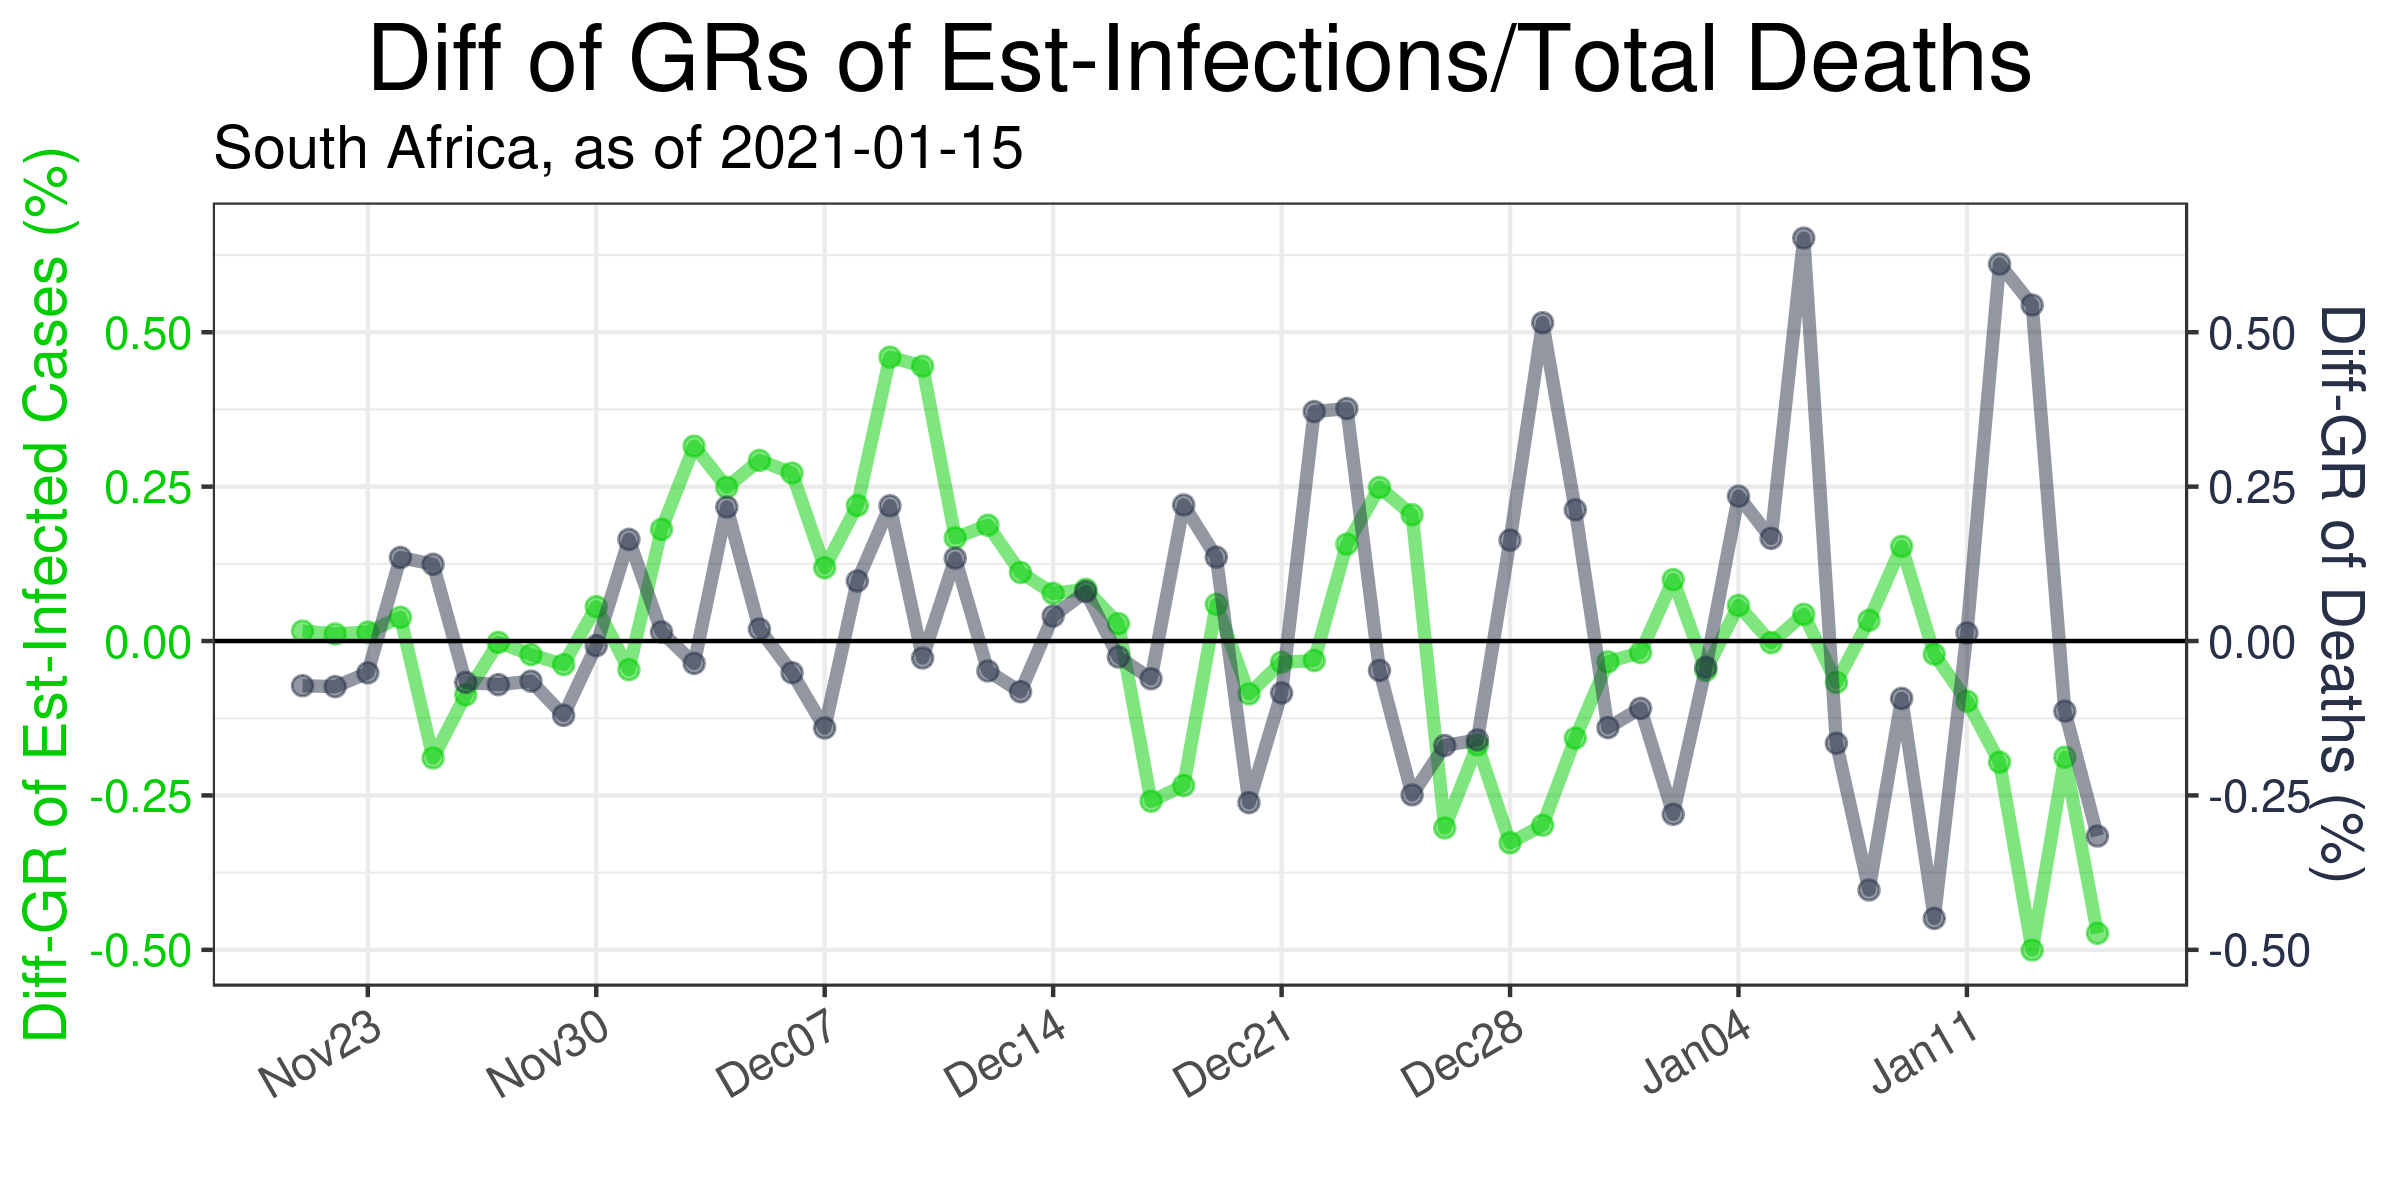 Diff of GRs of Est-Infections/Total Deaths
South Africa, as of 2021-01-15
Diff-GR of Est-Infected Cases (%)
0.50
0.25
0.00
-0.25
-0.50
0.50
0.25
0.00
-0.25
-0.50
Diff-GR of Deaths (%)
Nov23
Nov30
Dec07
Dec14
Dec21
Dec28
Jan04
Jan11